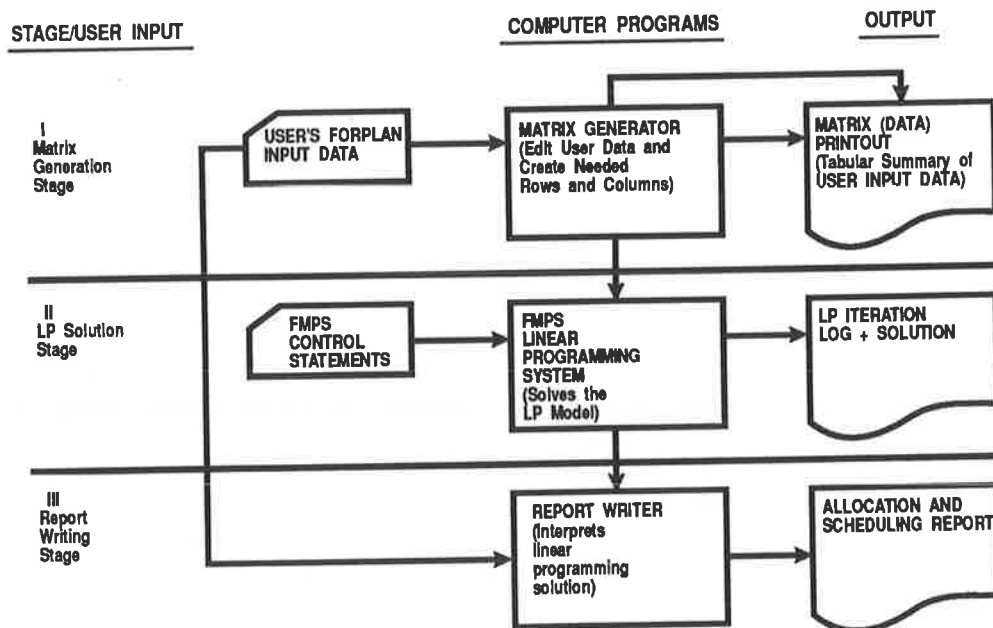 STAGE/USER INPUT
COMPUTER PROGRAMS
OUTPUT
I
Matrix
Generation
Stage
USER'S FORPLAN
INPUT DATA
MATRIX GENERATOR
(Edit User Data and
Create Needed
Rows and Columns)
MATRIX (DATA)
PRINTOUT
(Tabular Summary of
USER INPUT DATA)
II
LP Solution
Stage
FMPS
CONTROL
STATEMENTS
FMPS
LINEAR
PROGRAMMING
SYSTEM
(Solves the
LP Model)
LP ITERATION
LOG + SOLUTION
III
Report
Writing
Stage
REPORT WRITER
(Interprets
linear
programming
solution)
ALLOCATION AND
SCHEDULING REPORT